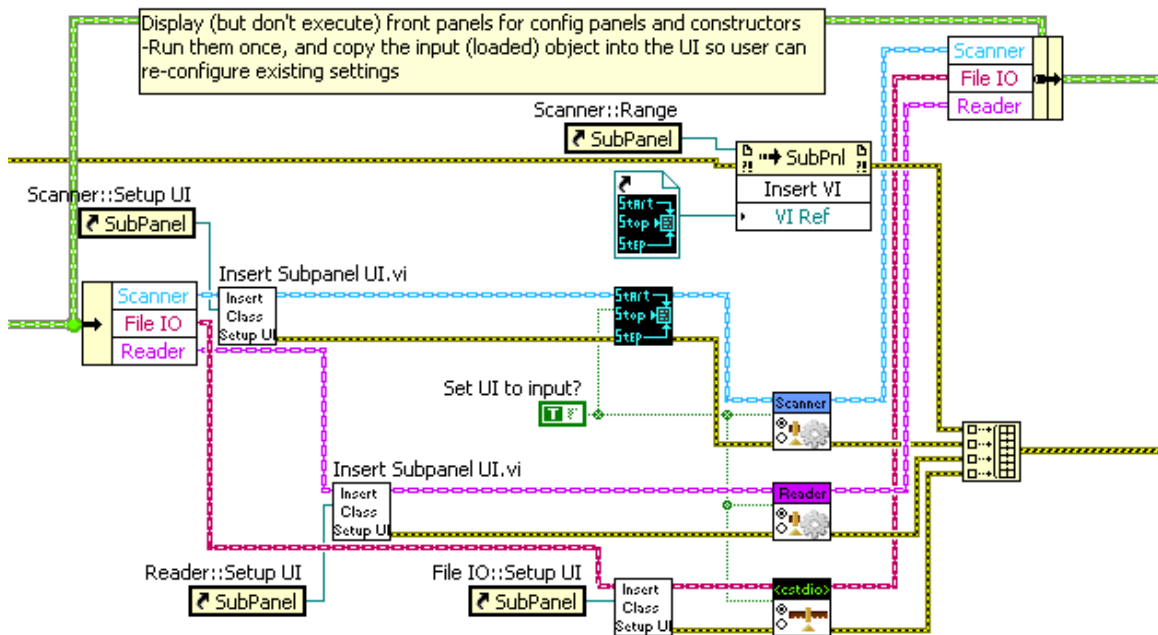 Display (but don't execute) front panels for config panels and constructors
-Run them once, and copy the input (loaded) object into the UI so user can
re-configure existing settings
Scanner
File IO
Reader
Scanner::Range
SubPanel
SubPnl
Insert VI
VI Ref
Start
Stop
Step
Scanner::Setup UI
SubPanel
Insert Subpanel UI.vi
Scanner
File IO
Reader
Insert
Class
Setup UI
Start
Stop
Step
Set UI to input?
T
F
Scanner
Insert Subpanel UI.vi
Insert
Class
Setup UI
Reader
Reader::Setup UI
SubPanel
File IO::Setup UI
SubPanel
Insert
Class
Setup UI
<cstdio>